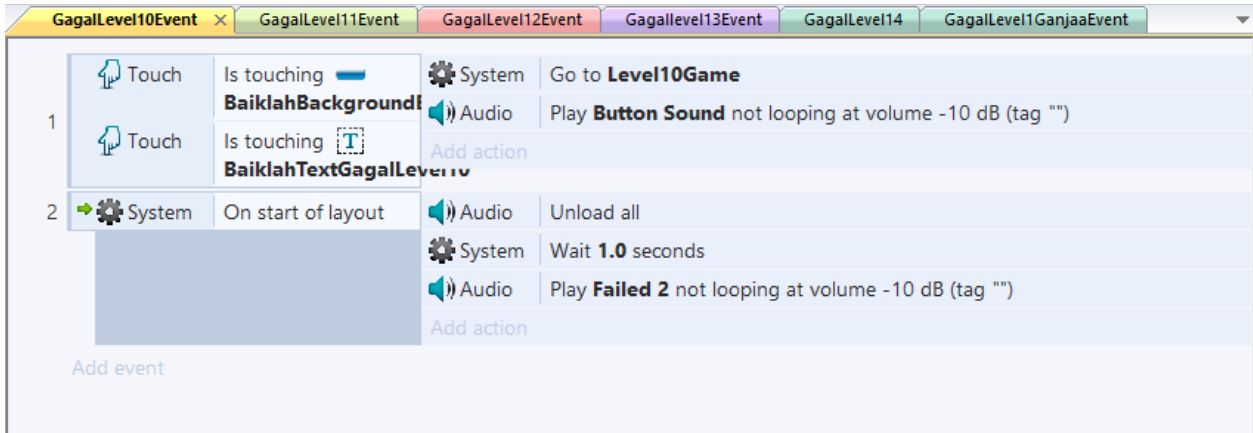 GagalLevel10Event × GagalLevel11Event GagalLevel12Event Gagallevel13Event GagalLevel14 GagalLevel1GanjaaEvent
1
Touch Is touching
System Go to Level10Game
Audio Play Button Sound not looping at volume -10 dB (tag "")
Touch Is touching T
BaiklahTextGagalLevel10
Add action
2 System On start of layout
Audio Unload all
System Wait 1.0 seconds
Audio Play Failed 2 not looping at volume -10 dB (tag "")
Add action
Add event